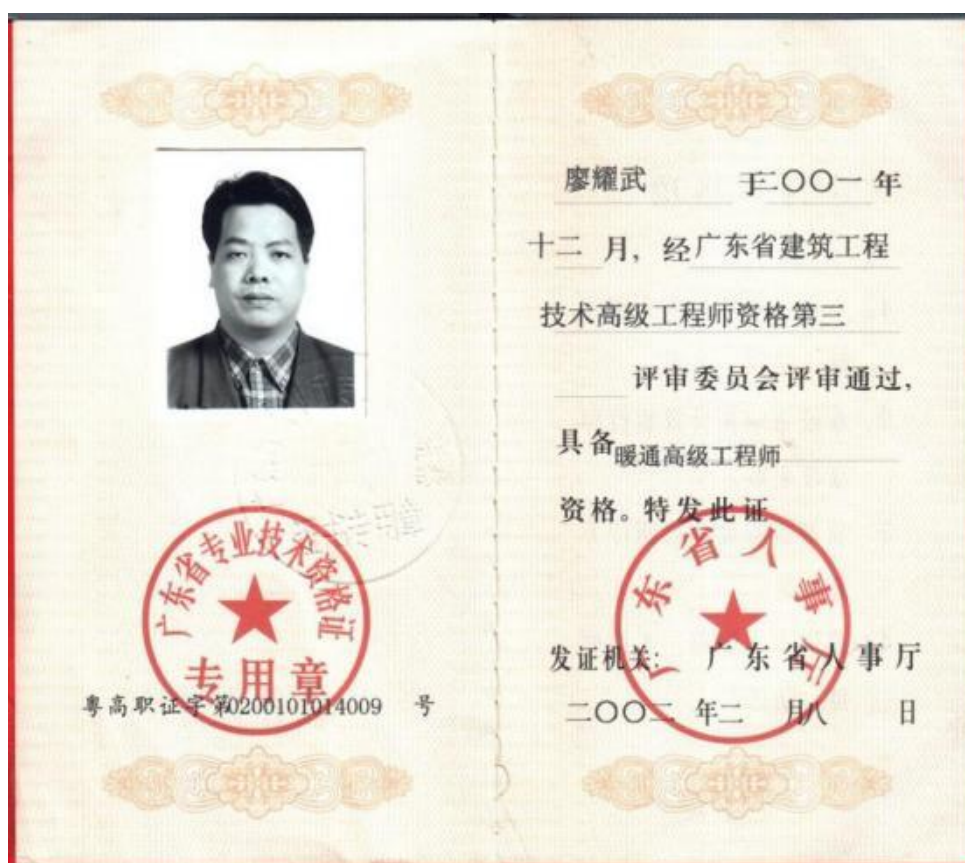 广东省专业技术资格证
专用章
粤高职证字第0200101014009 号
廖耀武 于二〇〇一年
十二月，经广东省建筑工程
技术高级工程师资格第三
评审委员会评审通过，
具备暖通高级工程师
资格。特发此证
广东省人事厅
发证机关：广东省人事厅
二〇〇二年二月八日